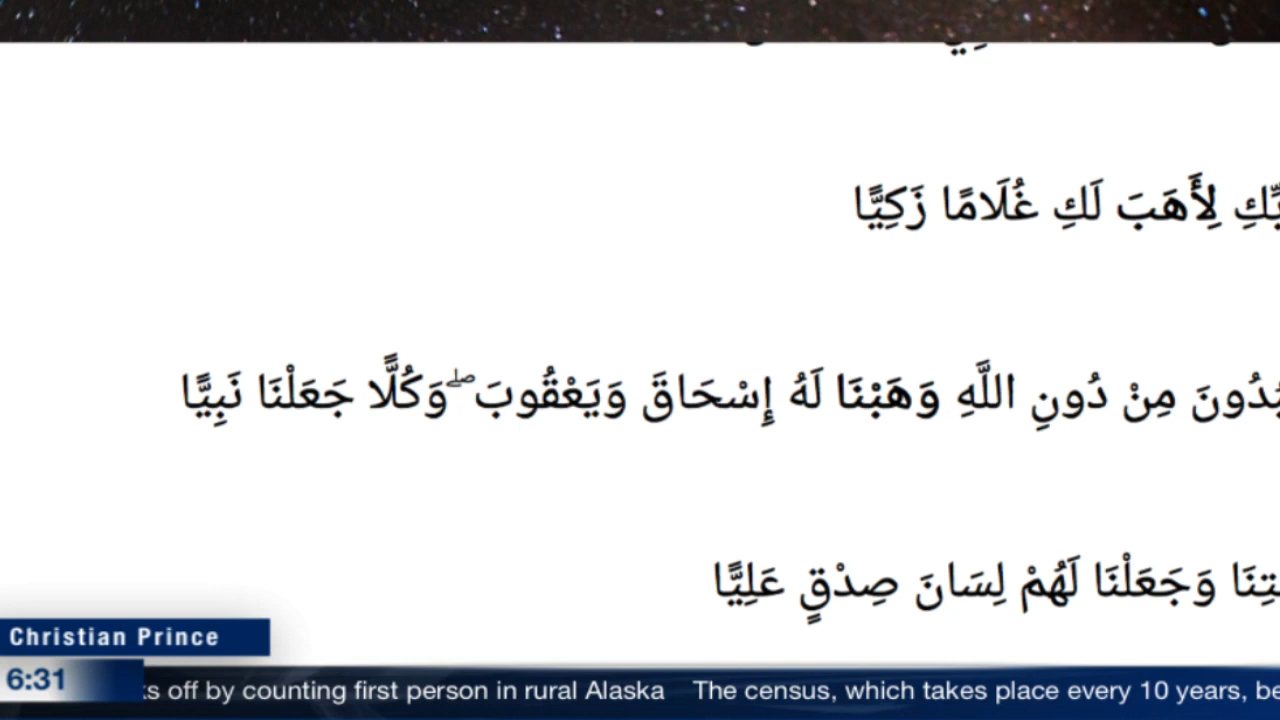 لِأَهَبَ لَكِ غُلَامًا زَكِيًّا
مِنْ دُونِ اللَّهِ وَهَبْنَا لَهُ إِسْحَاقَ وَيَعْقُوبَ ۖ وَكُلًّا جَعَلْنَا نَبِيًّا
وَجَعَلْنَا لَهُمْ لِسَانَ صِدْقٍ عَلِيًّا
Christian Prince
6:31
off by counting first person in rural Alaska The census, which takes place every 10 years,